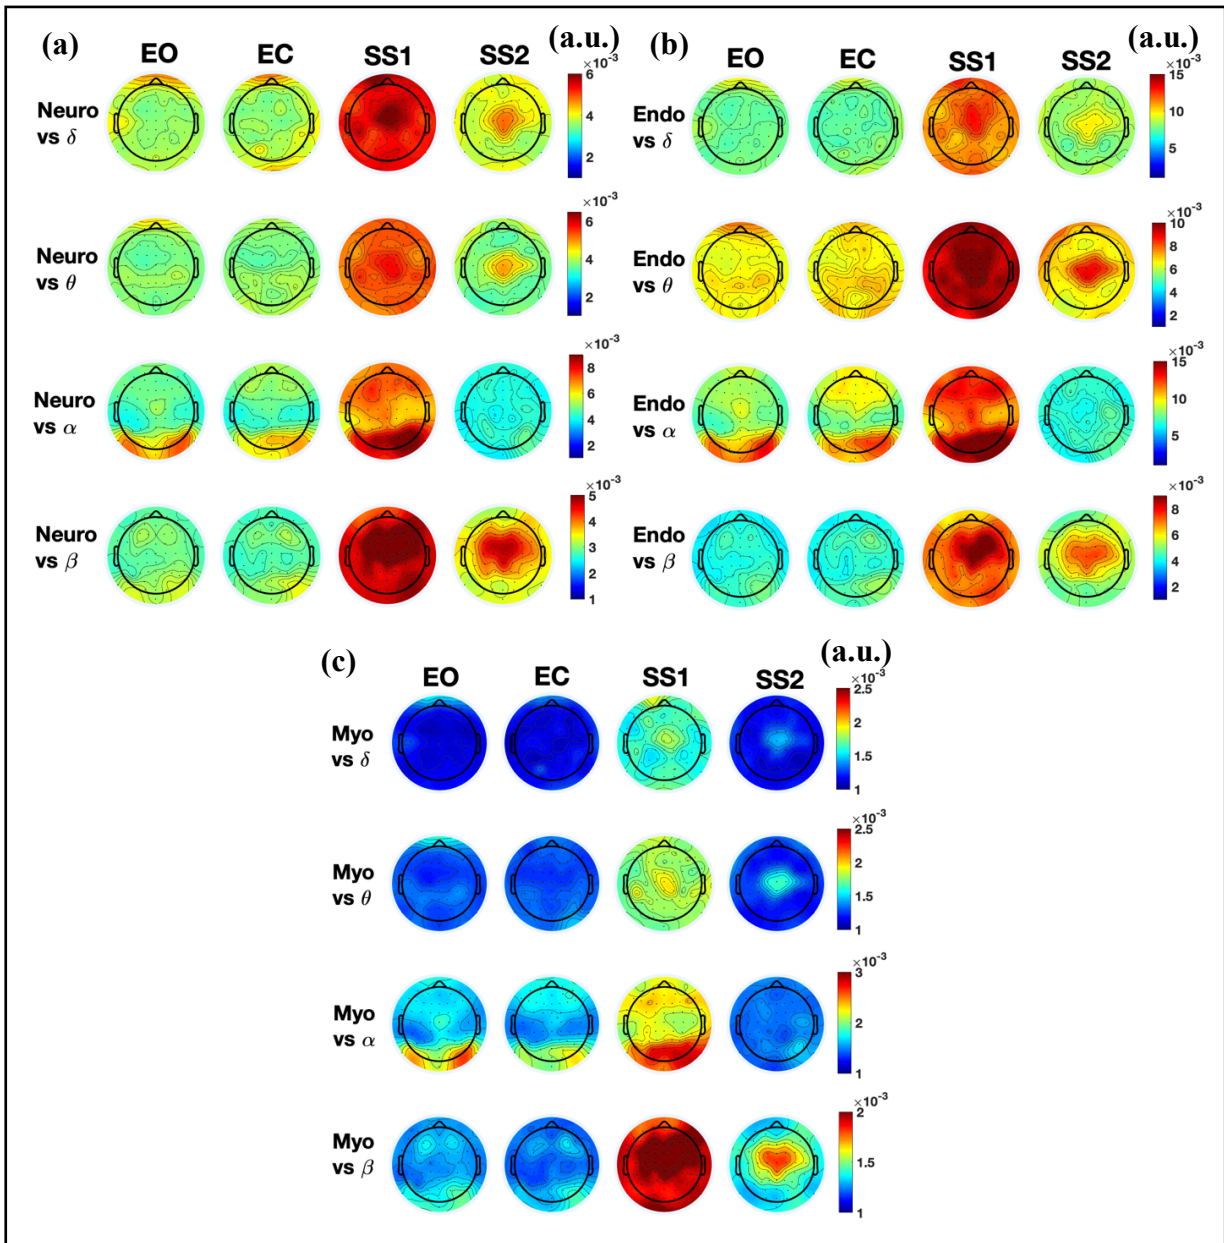 (a) EO EC SS1 SS2 (a.u.)
Neuro
vs δ
×10⁻³
6
4
2
Neuro
vs θ
×10⁻³
6
4
2
Neuro
vs α
×10⁻³
8
6
4
2
Neuro
vs β
×10⁻³
5
4
3
2
1
(b) EO EC SS1 SS2 (a.u.)
Endo
vs δ
×10⁻³
15
10
5
Endo
vs θ
×10⁻³
10
8
6
4
2
Endo
vs α
×10⁻³
15
10
5
Endo
vs β
×10⁻³
8
6
4
2
(c) EO EC SS1 SS2 (a.u.)
Myo
vs δ
×10⁻³
2.5
2
1.5
1
Myo
vs θ
×10⁻³
2.5
2
1.5
1
Myo
vs α
×10⁻³
3
2
1
Myo
vs β
×10⁻³
2
1.5
1